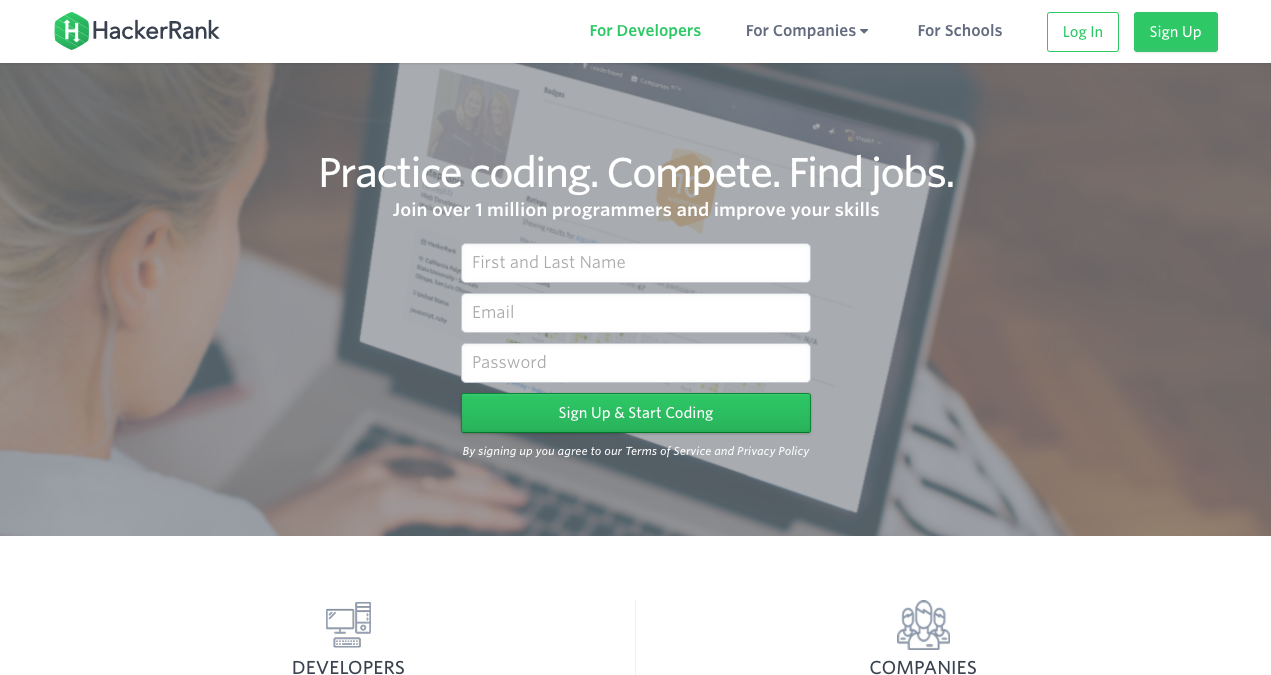 HackerRank
For Developers
For Companies
For Schools
Log In
Sign Up
Practice coding. Compete. Find jobs.
Join over 1 million programmers and improve your skills
First and Last Name
Email
Password
Sign Up & Start Coding
By signing up you agree to our Terms of Service and Privacy Policy
DEVELOPERS
COMPANIES